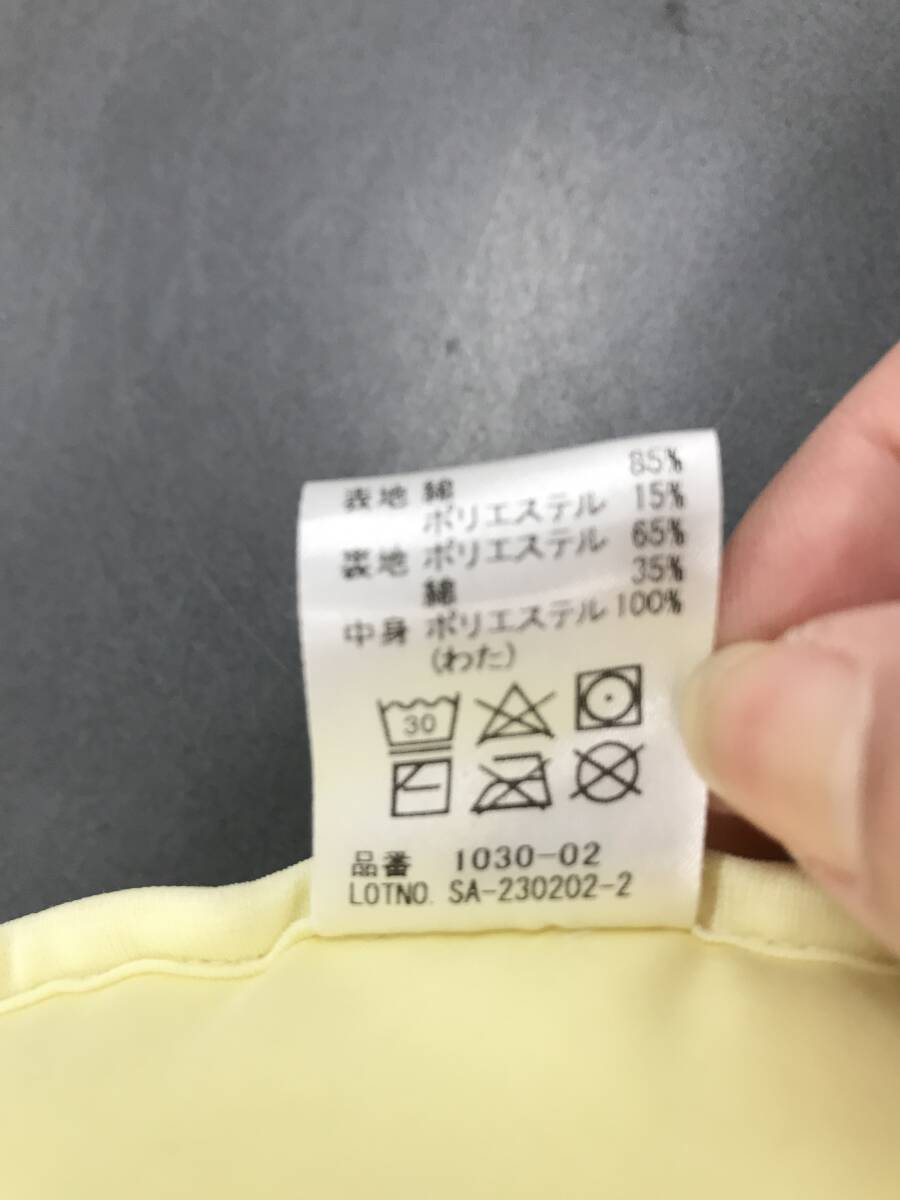 表地 綿 85%
ポリエステル 15%
裏地 ポリエステル 65%
綿 35%
中身 ポリエステル 100%
(わた)
30
品番 1030-02
LOTNO. SA-230202-2